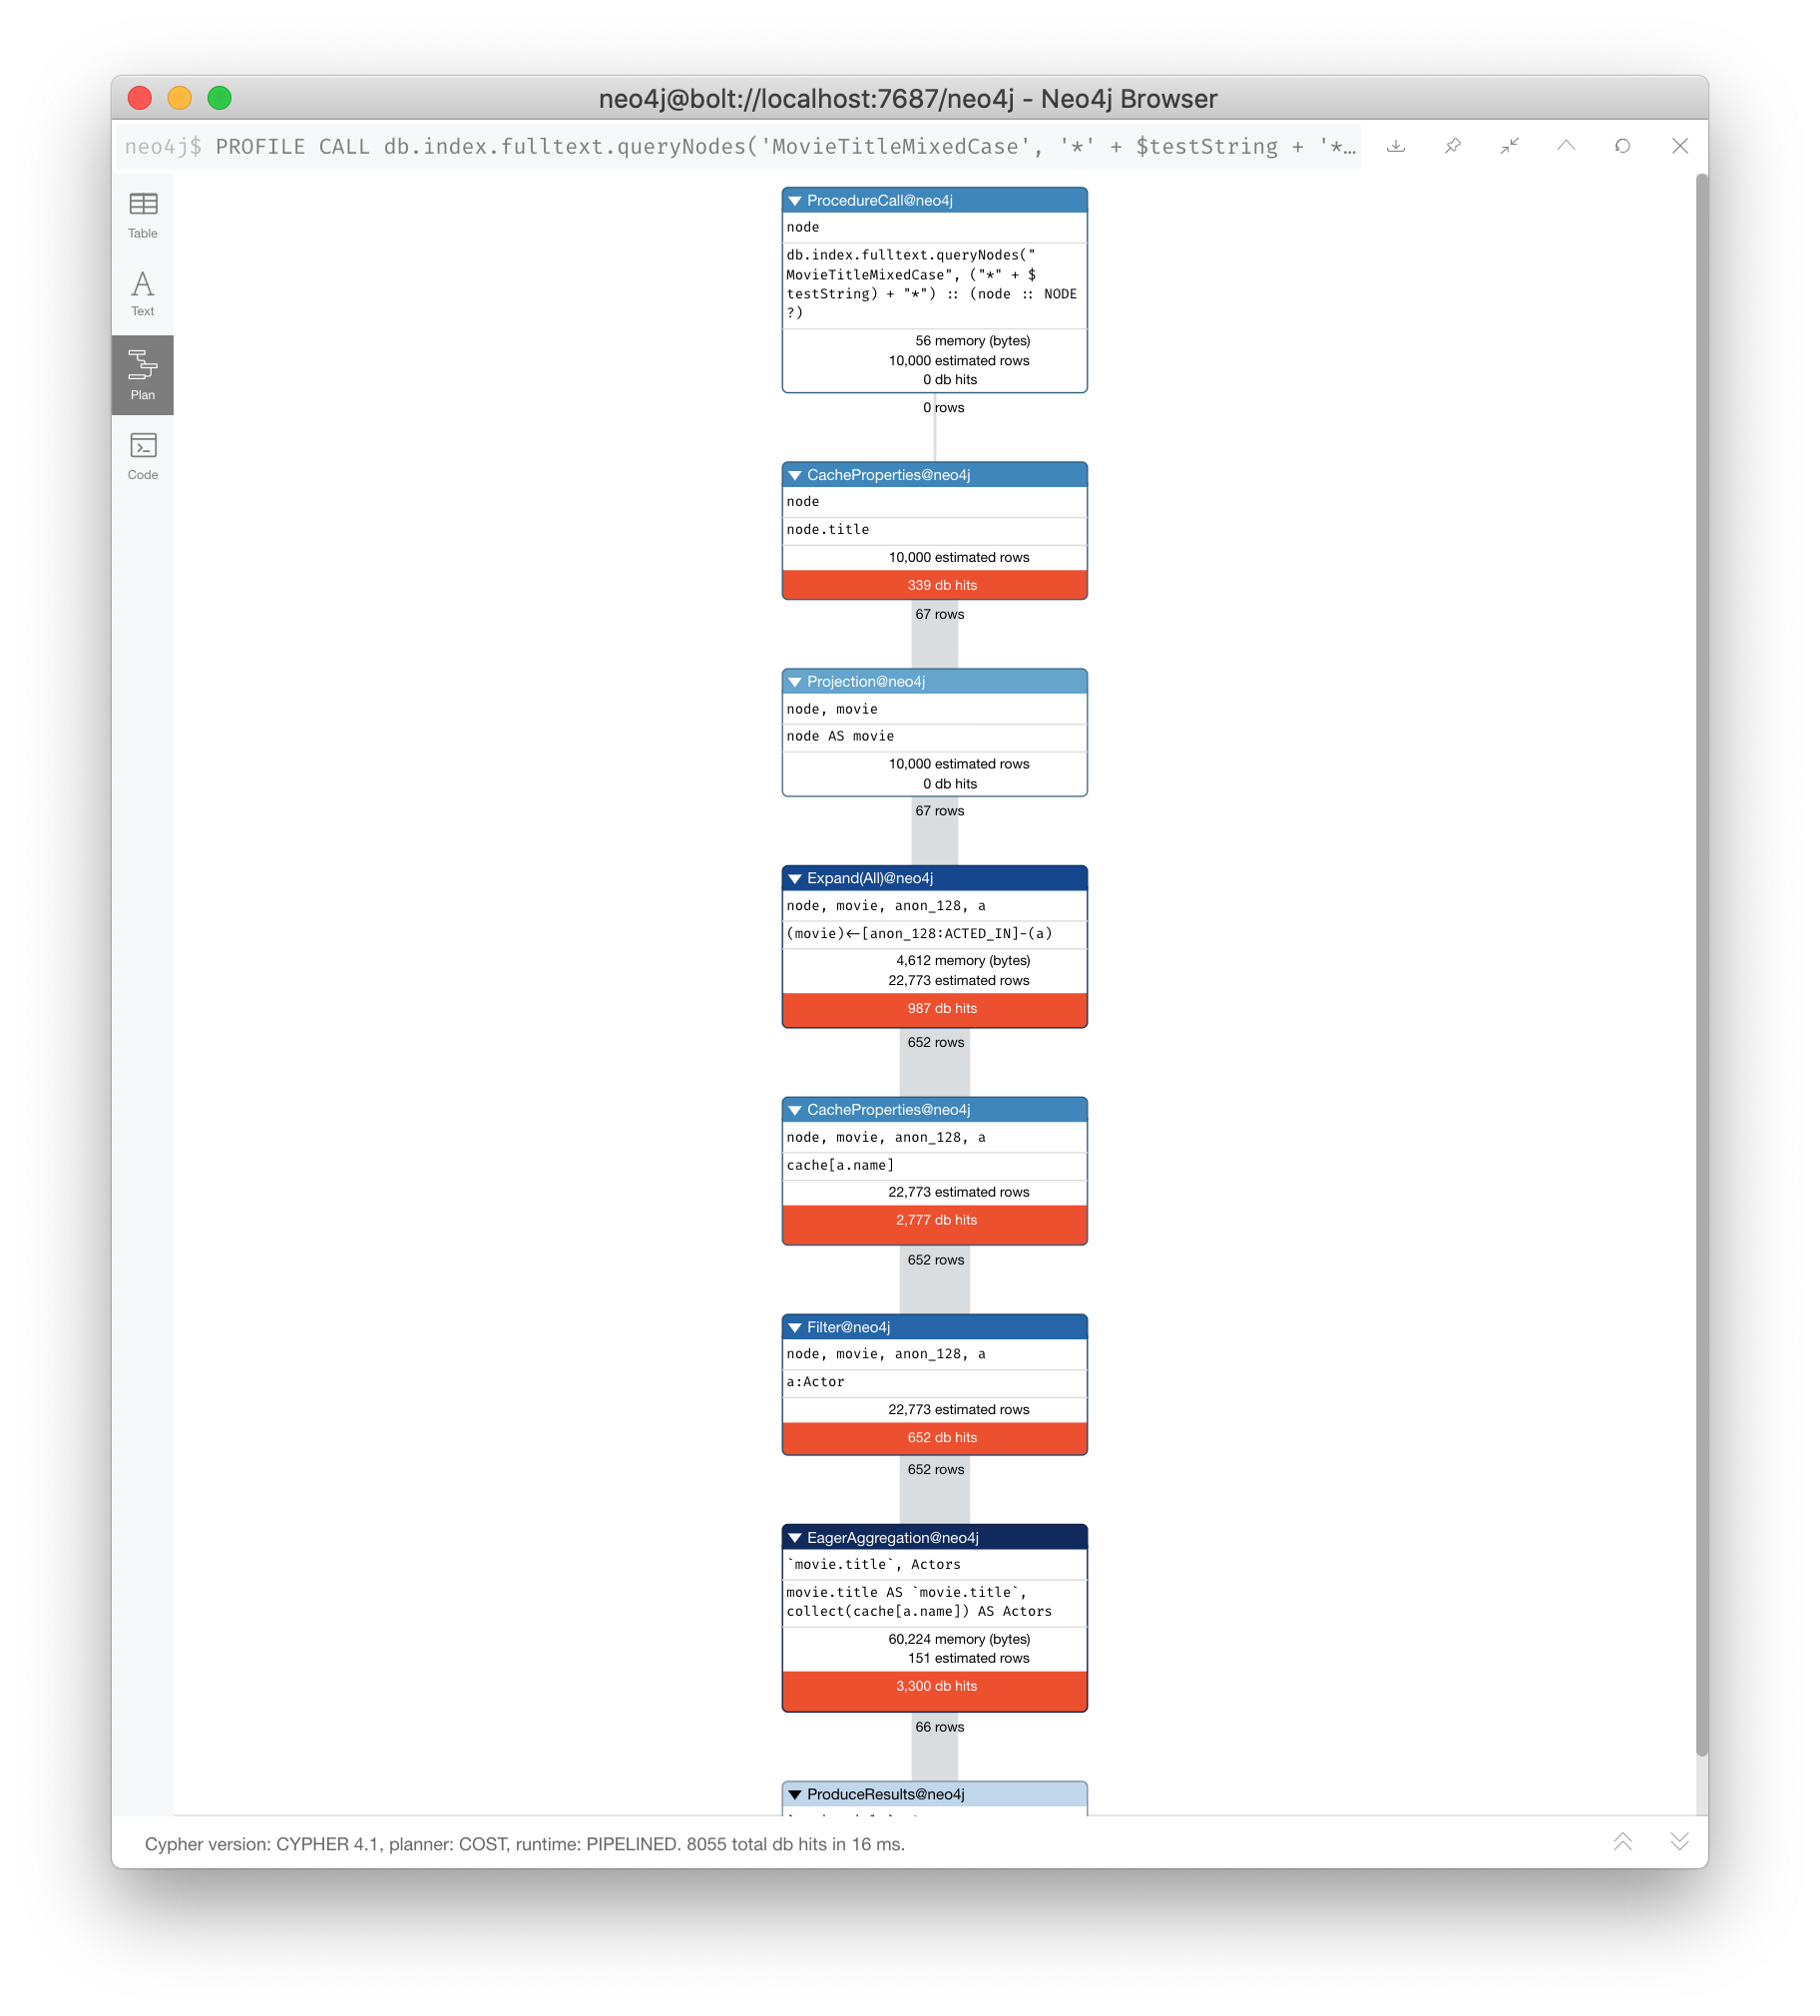 neo4j@bolt://localhost:7687/neo4j - Neo4j Browser
neo4j$ PROFILE CALL db.index.fulltext.queryNodes('MovieTitleMixedCase', '*' + $testString + '*…
Table
Text
Plan
Code
ProcedureCall@neo4j
node
db.index.fulltext.queryNodes("
MovieTitleMixedCase", ("*" + $
testString) + "*") :: (node :: NODE
?)
56 memory (bytes)
10,000 estimated rows
0 db hits
0 rows
CacheProperties@neo4j
node
node.title
10,000 estimated rows
339 db hits
67 rows
Projection@neo4j
node, movie
node AS movie
10,000 estimated rows
0 db hits
67 rows
Expand(All)@neo4j
node, movie, anon_128, a
(movie)<-[anon_128:ACTED_IN]-(a)
4,612 memory (bytes)
22,773 estimated rows
987 db hits
652 rows
CacheProperties@neo4j
node, movie, anon_128, a
cache[a.name]
22,773 estimated rows
2,777 db hits
652 rows
Filter@neo4j
node, movie, anon_128, a
a:Actor
22,773 estimated rows
652 db hits
652 rows
EagerAggregation@neo4j
`movie.title`, Actors
movie.title AS `movie.title`,
collect(cache[a.name]) AS Actors
60,224 memory (bytes)
151 estimated rows
3,300 db hits
66 rows
ProduceResults@neo4j
Cypher version: CYPHER 4.1, planner: COST, runtime: PIPELINED. 8055 total db hits in 16 ms.